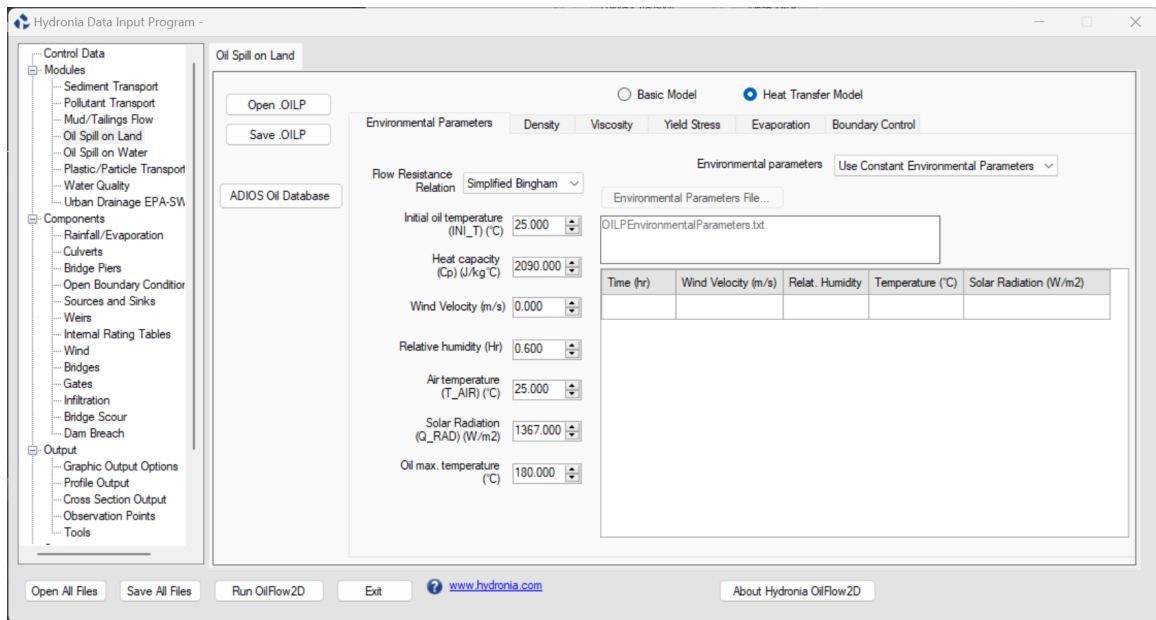 Hydronia Data Input Program -
Control Data
Modules
Sediment Transport
Pollutant Transport
Mud/Tailings Flow
Oil Spill on Land
Oil Spill on Water
Plastic/Particle Transport
Water Quality
Urban Drainage EPA-SW
Components
Rainfall/Evaporation
Culverts
Bridge Piers
Open Boundary Condition
Sources and Sinks
Weirs
Internal Rating Tables
Wind
Bridges
Gates
Infiltration
Bridge Scour
Dam Breach
Output
Graphic Output Options
Profile Output
Cross Section Output
Observation Points
Tools
Oil Spill on Land
Open .OILP
Save .OILP
ADIOS Oil Database
Basic Model Heat Transfer Model
Environmental Parameters Density Viscosity Yield Stress Evaporation Boundary Control
Flow Resistance
Relation Simplified Bingham
Initial oil temperature
(INI_T) (°C) 25.000
Heat capacity
(Cp) (J/kg°C) 2090.000
Wind Velocity (m/s) 0.000
Relative humidity (Hr) 0.600
Air temperature
(T_AIR) (°C) 25.000
Solar Radiation
(Q_RAD) (W/m2) 1367.000
Oil max. temperature
(°C) 180.000
Environmental parameters Use Constant Environmental Parameters
Environmental Parameters File...
OILPEnvironmentalParameters.txt
Time (hr) Wind Velocity (m/s) Relat. Humidity Temperature (°C) Solar Radiation (W/m2)
Open All Files Save All Files Run OilFlow2D Exit ? www.hydronia.com About Hydronia OilFlow2D